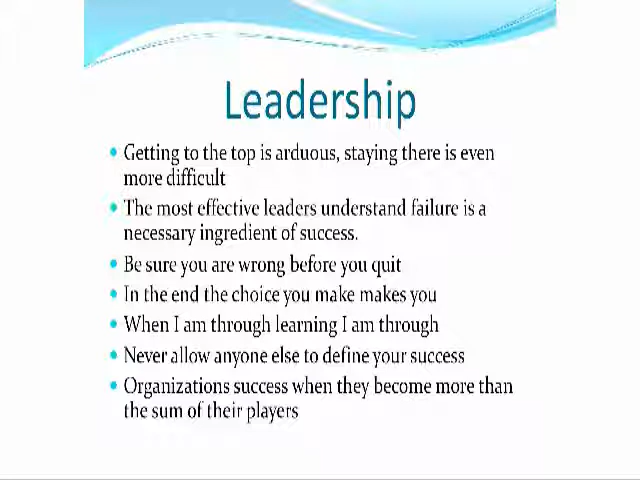 Leadership
• Getting to the top is arduous, staying there is even
more difficult
• The most effective leaders understand failure is a
necessary ingredient of success.
• Be sure you are wrong before you quit
• In the end the choice you make makes you
• When I am through learning I am through
• Never allow anyone else to define your success
• Organizations success when they become more than
the sum of their players